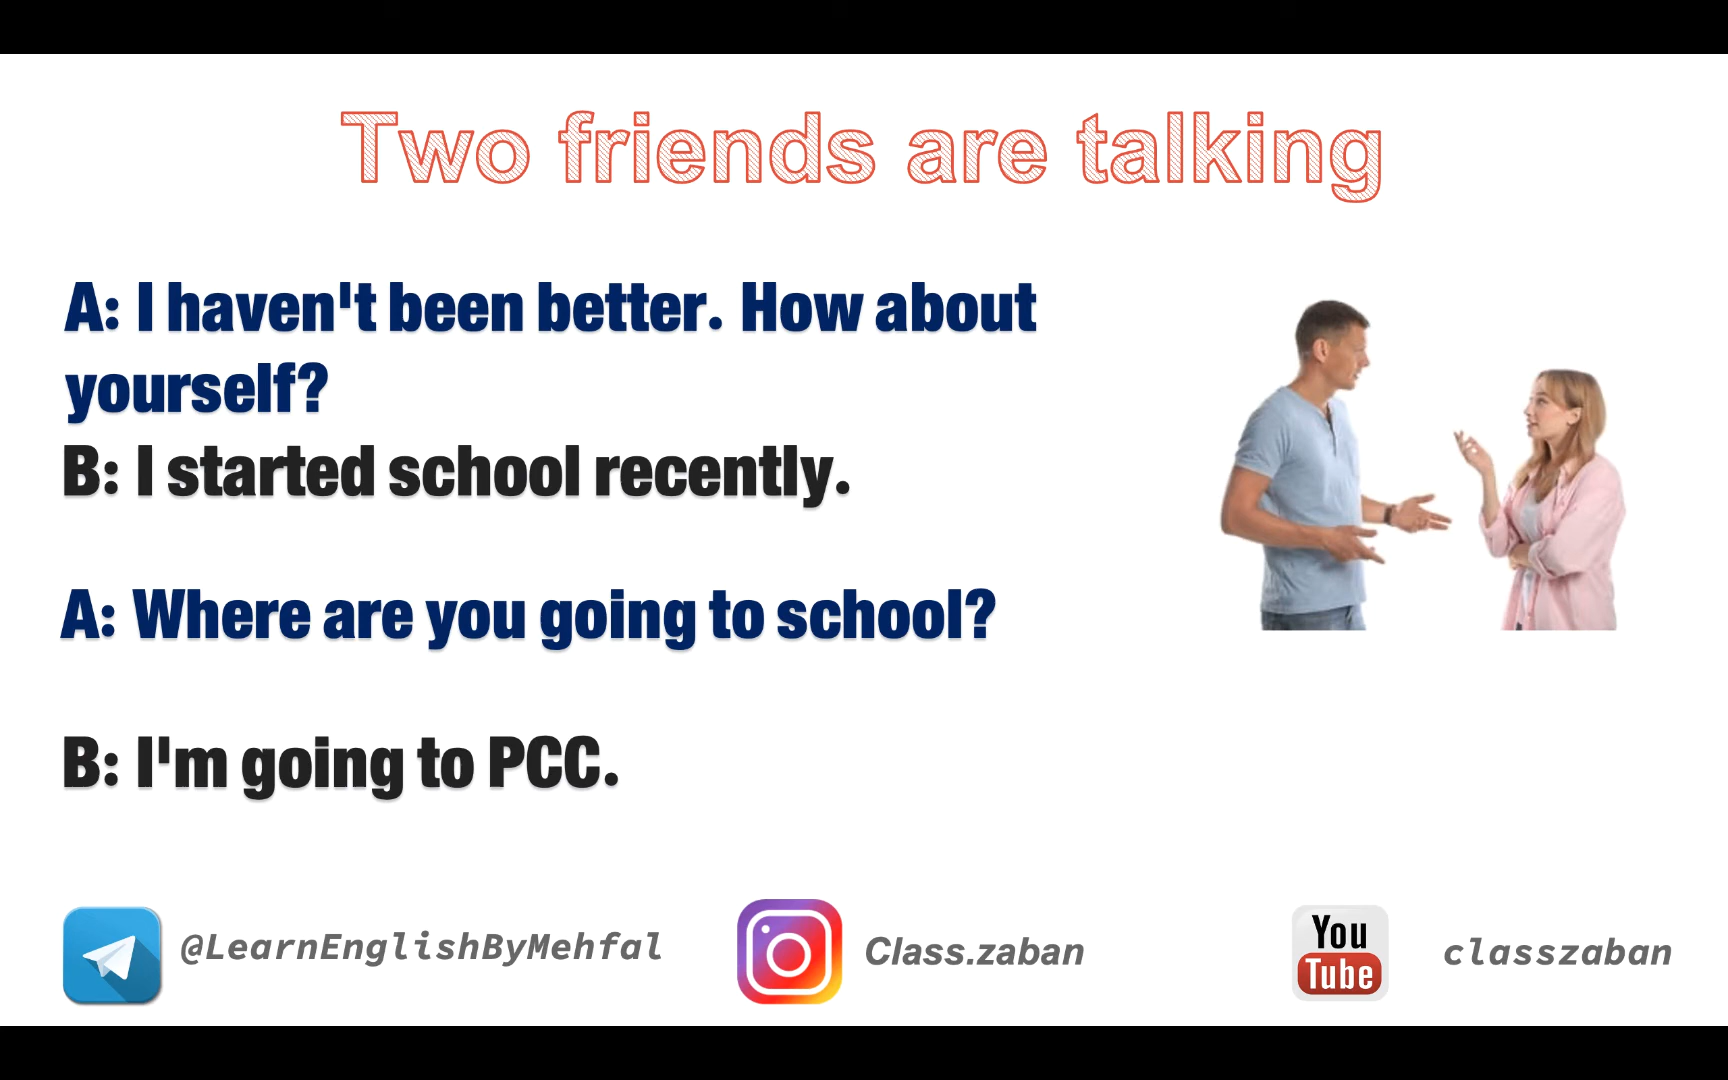 Two friends are talking
A: I haven't been better. How about
yourself?
B: I started school recently.
A: Where are you going to school?
B: I'm going to PCC.
@LearnEnglishByMehfal
Class.zaban
You
Tube
classzaban